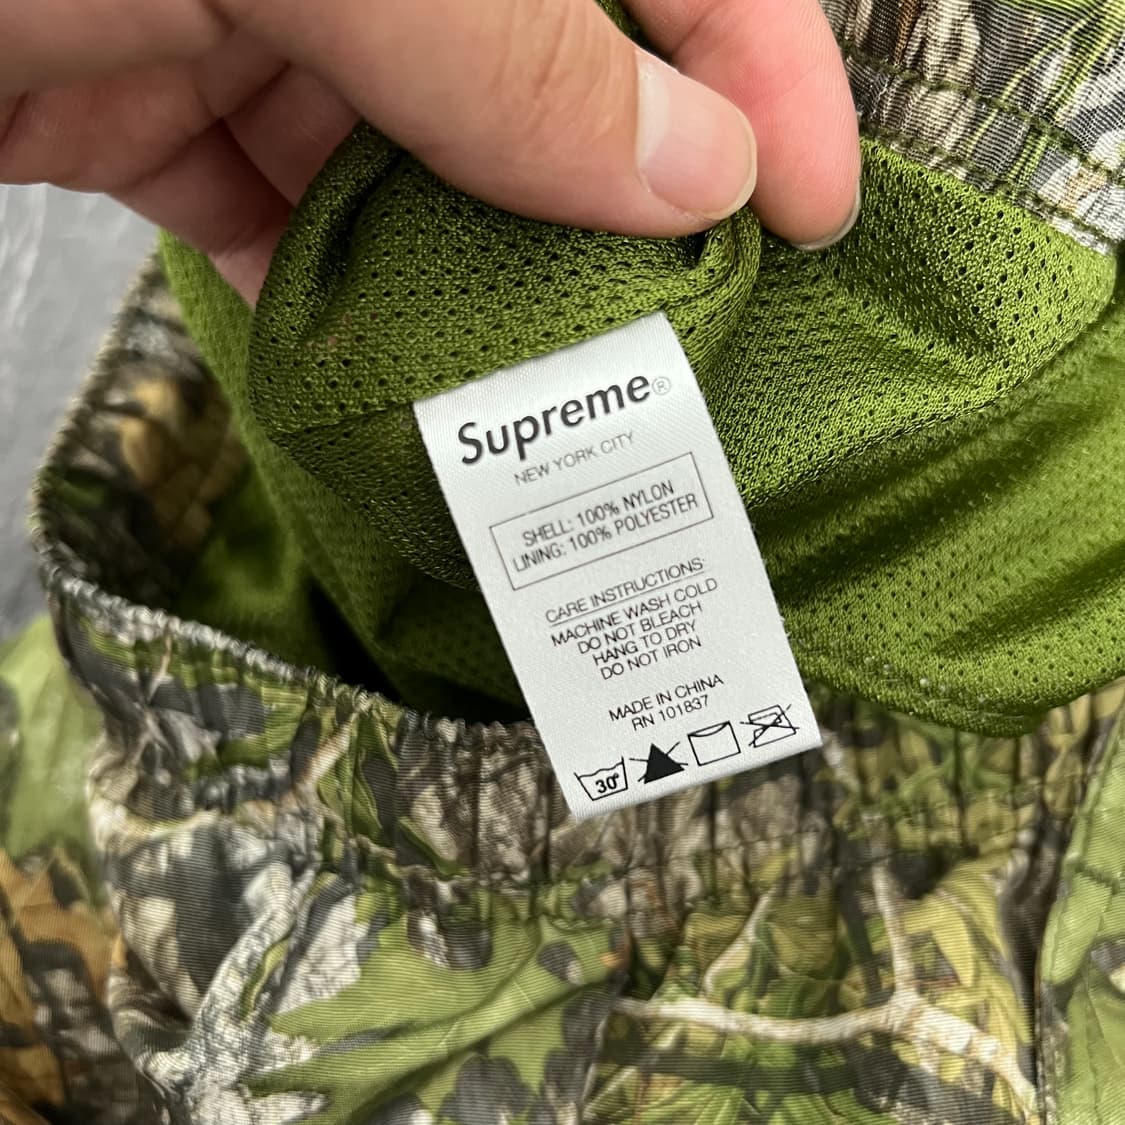 Supreme®
NEW YORK CITY
SHELL: 100% NYLON
LINING: 100% POLYESTER
CARE INSTRUCTIONS:
MACHINE WASH COLD
DO NOT BLEACH
HANG TO DRY
DO NOT IRON
MADE IN CHINA
RN 101837
30°